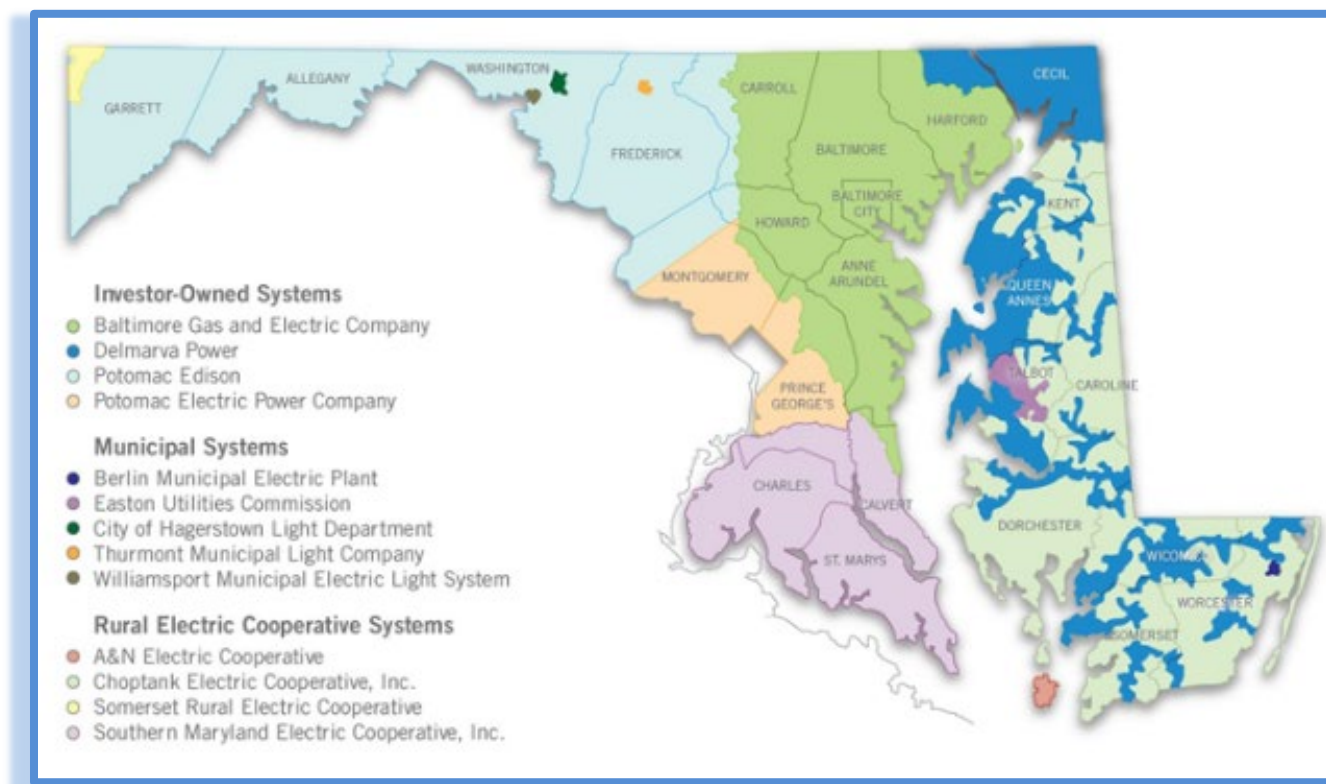 GARRETT
ALLEGANY
WASHINGTON
FREDERICK
CARROLL
BALTIMORE
HARFORD
CECIL
BALTIMORE
CITY
HOWARD
KENT
MONTGOMERY
ANNE
ARUNDEL
QUEEN
ANNES
TALBOT
CAROLINE
PRINCE
GEORGE'S
CHARLES
CALVERT
ST. MARYS
DORCHESTER
WICOMICO
WORCESTER
SOMERSET
Investor-Owned Systems
Baltimore Gas and Electric Company
Delmarva Power
Potomac Edison
Potomac Electric Power Company
Municipal Systems
Berlin Municipal Electric Plant
Easton Utilities Commission
City of Hagerstown Light Department
Thurmont Municipal Light Company
Williamsport Municipal Electric Light System
Rural Electric Cooperative Systems
A&N Electric Cooperative
Choptank Electric Cooperative, Inc.
Somerset Rural Electric Cooperative
Southern Maryland Electric Cooperative, Inc.